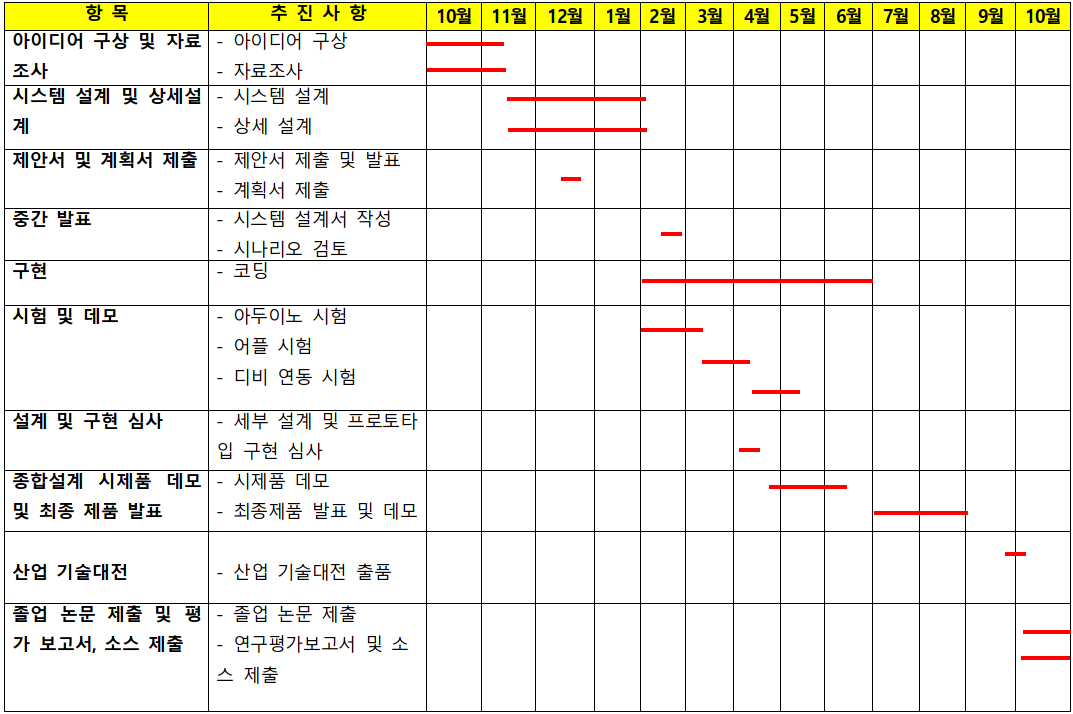 항 목 추 진 사 항 10월 11월 12월 1월 2월 3월 4월 5월 6월 7월 8월 9월 10월
아이디어 구상 및 자료
조사
- 아이디어 구상
- 자료조사
시스템 설계 및 상세설
계
- 시스템 설계
- 상세 설계
제안서 및 계획서 제출
- 제안서 제출 및 발표
- 계획서 제출
중간 발표
- 시스템 설계서 작성
- 시나리오 검토
구현
- 코딩
시험 및 데모
- 아두이노 시험
- 어플 시험
- 디비 연동 시험
설계 및 구현 심사
- 세부 설계 및 프로토타
입 구현 심사
종합설계 시제품 데모
및 최종 제품 발표
- 시제품 데모
- 최종제품 발표 및 데모
산업 기술대전
- 산업 기술대전 출품
졸업 논문 제출 및 평
가 보고서, 소스 제출
- 졸업 논문 제출
- 연구평가보고서 및 소
스 제출